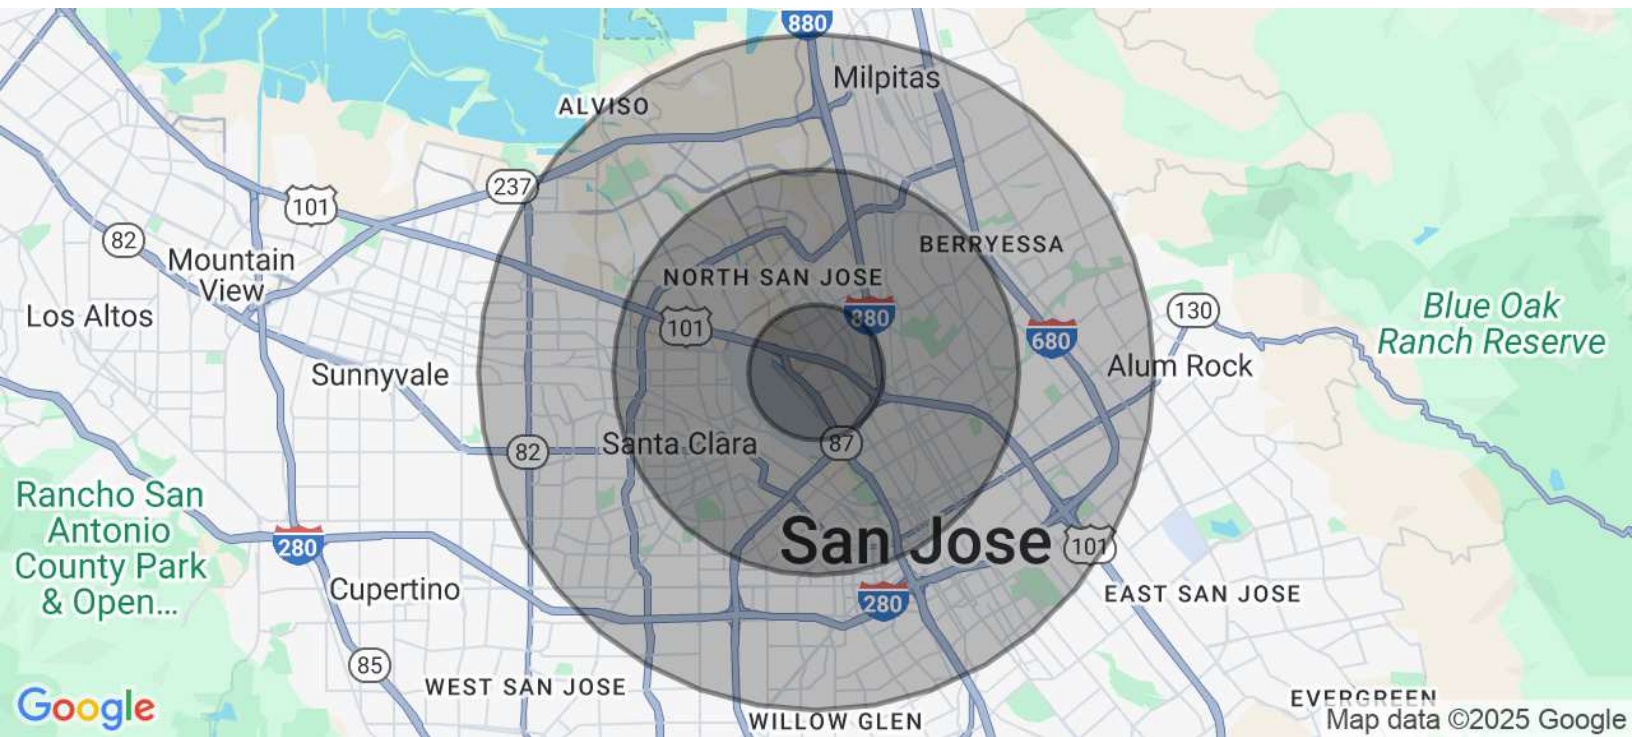 880
Milpitas
ALVISO
237
101
82
BERRYESSA
Mountain
View
NORTH SAN JOSE
Los Altos
880
101
130
Blue Oak
Ranch Reserve
680
Alum Rock
Sunnyvale
87
Santa Clara
82
Rancho San
Antonio
County Park
& Open...
280
San Jose
101
Cupertino
280
EAST SAN JOSE
85
WEST SAN JOSE
EVERGREEN
Google
WILLOW GLEN
Map data ©2025 Google